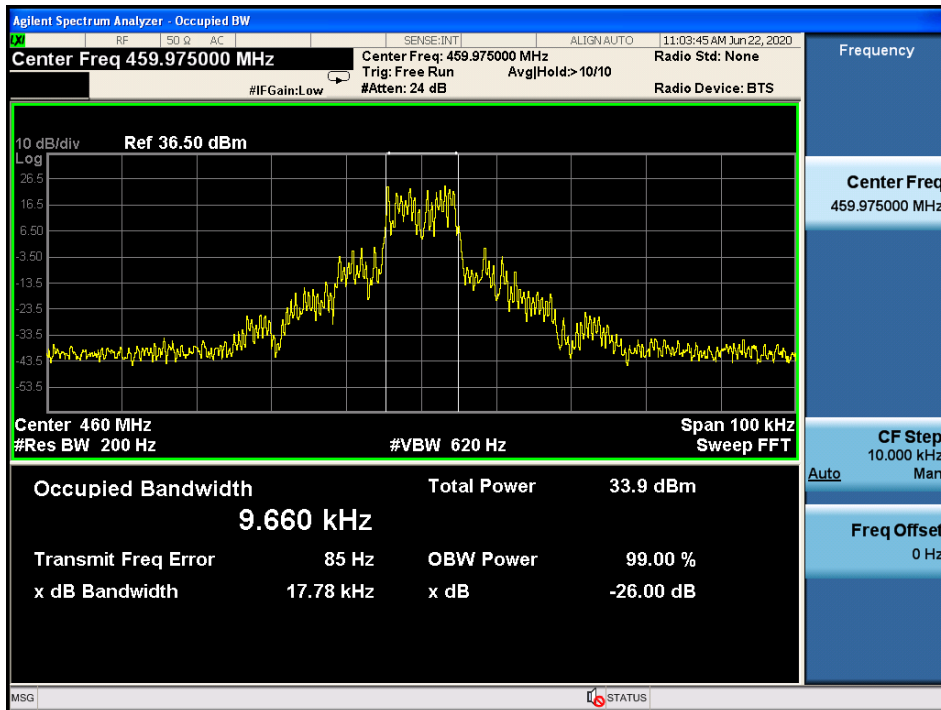 Agilent Spectrum Analyzer - Occupied BW
LXI RF 50 Ω AC SENSE:INT ALIGN AUTO 11:03:45 AM Jun 22, 2020
Center Freq 459.975000 MHz
Center Freq: 459.975000 MHz
Radio Std: None
Trig: Free Run Avg|Hold:> 10/10
#IFGain:Low
#Atten: 24 dB
Radio Device: BTS
10 dB/div Ref 36.50 dBm
Log
26.5
16.5
6.50
-3.50
-13.5
-23.5
-33.5
-43.5
-53.5
Center 460 MHz Span 100 kHz
#Res BW 200 Hz #VBW 620 Hz Sweep FFT
Occupied Bandwidth Total Power 33.9 dBm
9.660 kHz
Transmit Freq Error 85 Hz OBW Power 99.00 %
x dB Bandwidth 17.78 kHz x dB -26.00 dB
MSG STATUS
Frequency
Center Freq
459.975000 MHz
CF Step
10.000 kHz
Auto Man
Freq Offset
0 Hz